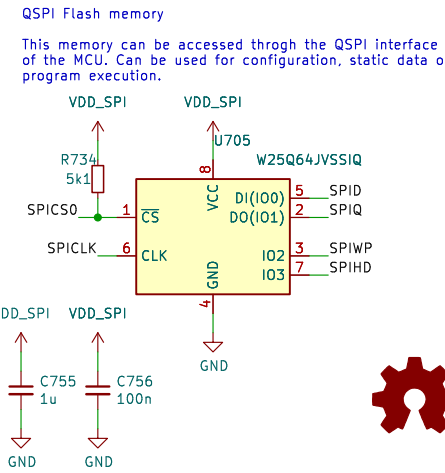 QSPI Flash memory
This memory can be accessed throgh the QSPI interface
of the MCU. Can be used for configuration, static data o
program execution.
VDD_SPI
VDD_SPI
U705
R734
5k1
8
W25Q64JVSSIQ
VCC
SPICS0
1
CS
DI(IO0)
5
SPID
DO(IO1)
2
SPIQ
SPICLK
6
CLK
IO2
3
SPIWP
IO3
7
SPIHD
GND
4
GND
DD_SPI
VDD_SPI
C755
1u
C756
100n
GND
GND